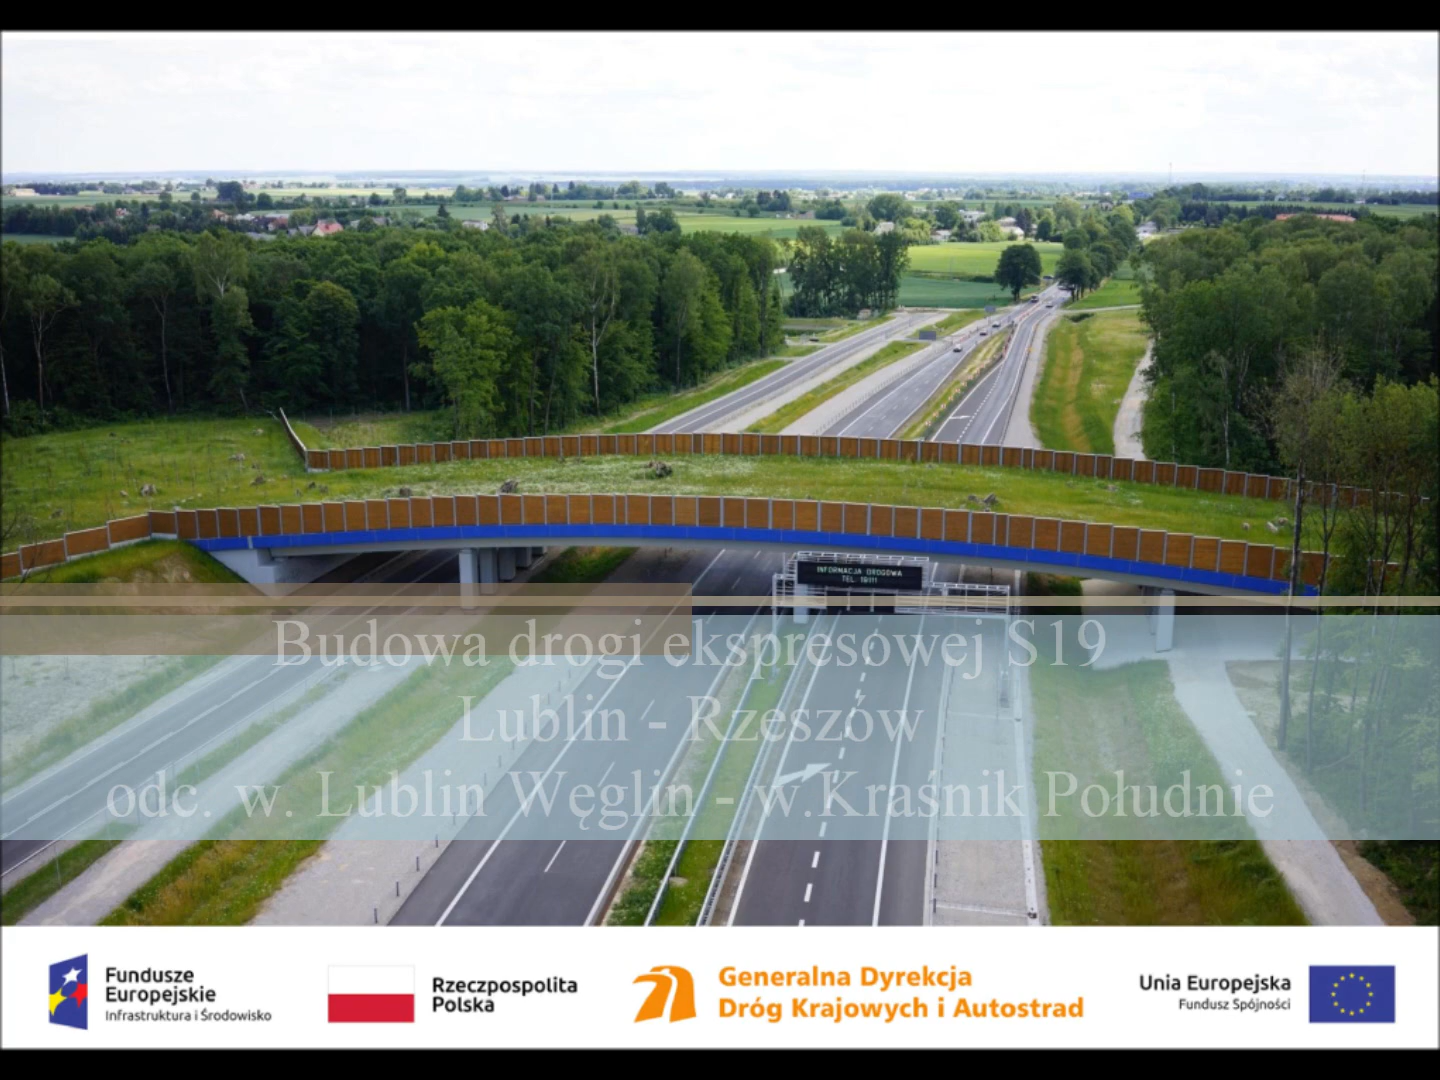 INFORMACJA DROGOWA
TEL. 19111
Budowa drogi ekspresowej S19
Lublin - Rzeszów
odc. w. Lublin Węglin - w.Kraśnik Południe
Fundusze
Europejskie
Infrastruktura i Środowisko
Rzeczpospolita
Polska
Generalna Dyrekcja
Dróg Krajowych i Autostrad
Unia Europejska
Fundusz Spójności